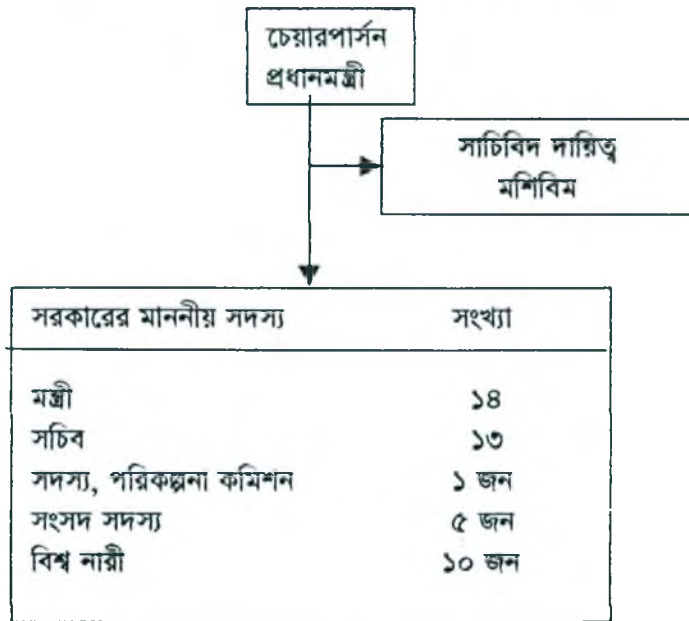 চেয়ারপার্সন
প্রধানমন্ত্রী
সাচিবিদ দায়িত্ব
মশিবিম
সরকারের মাননীয় সদস্য সংখ্যা
মন্ত্রী ১৪
সচিব ১৩
সদস্য, পরিকল্পনা কমিশন ১ জন
সংসদ সদস্য ৫ জন
বিশ্ব নারী ১০ জন